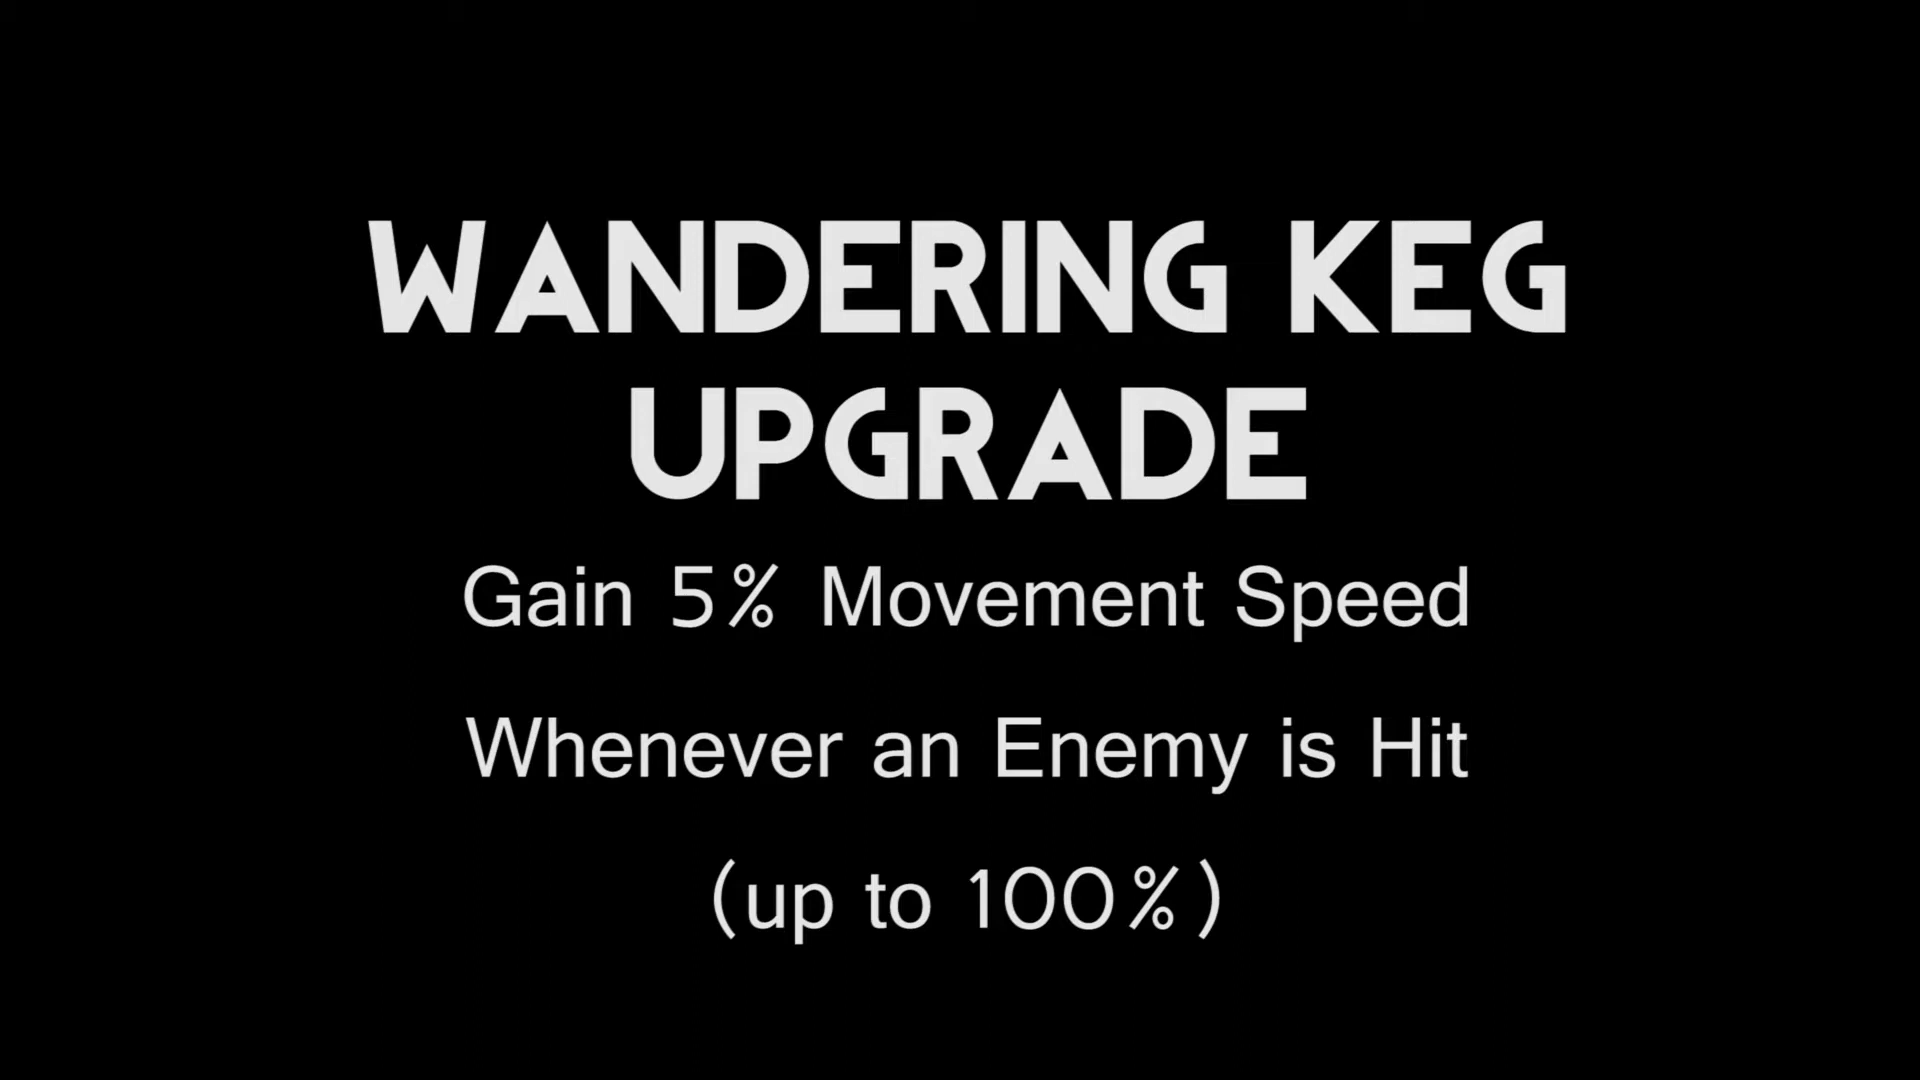 WANDERING KEG
UPGRADE
Gain 5% Movement Speed
Whenever an Enemy is Hit
(up to 100%)